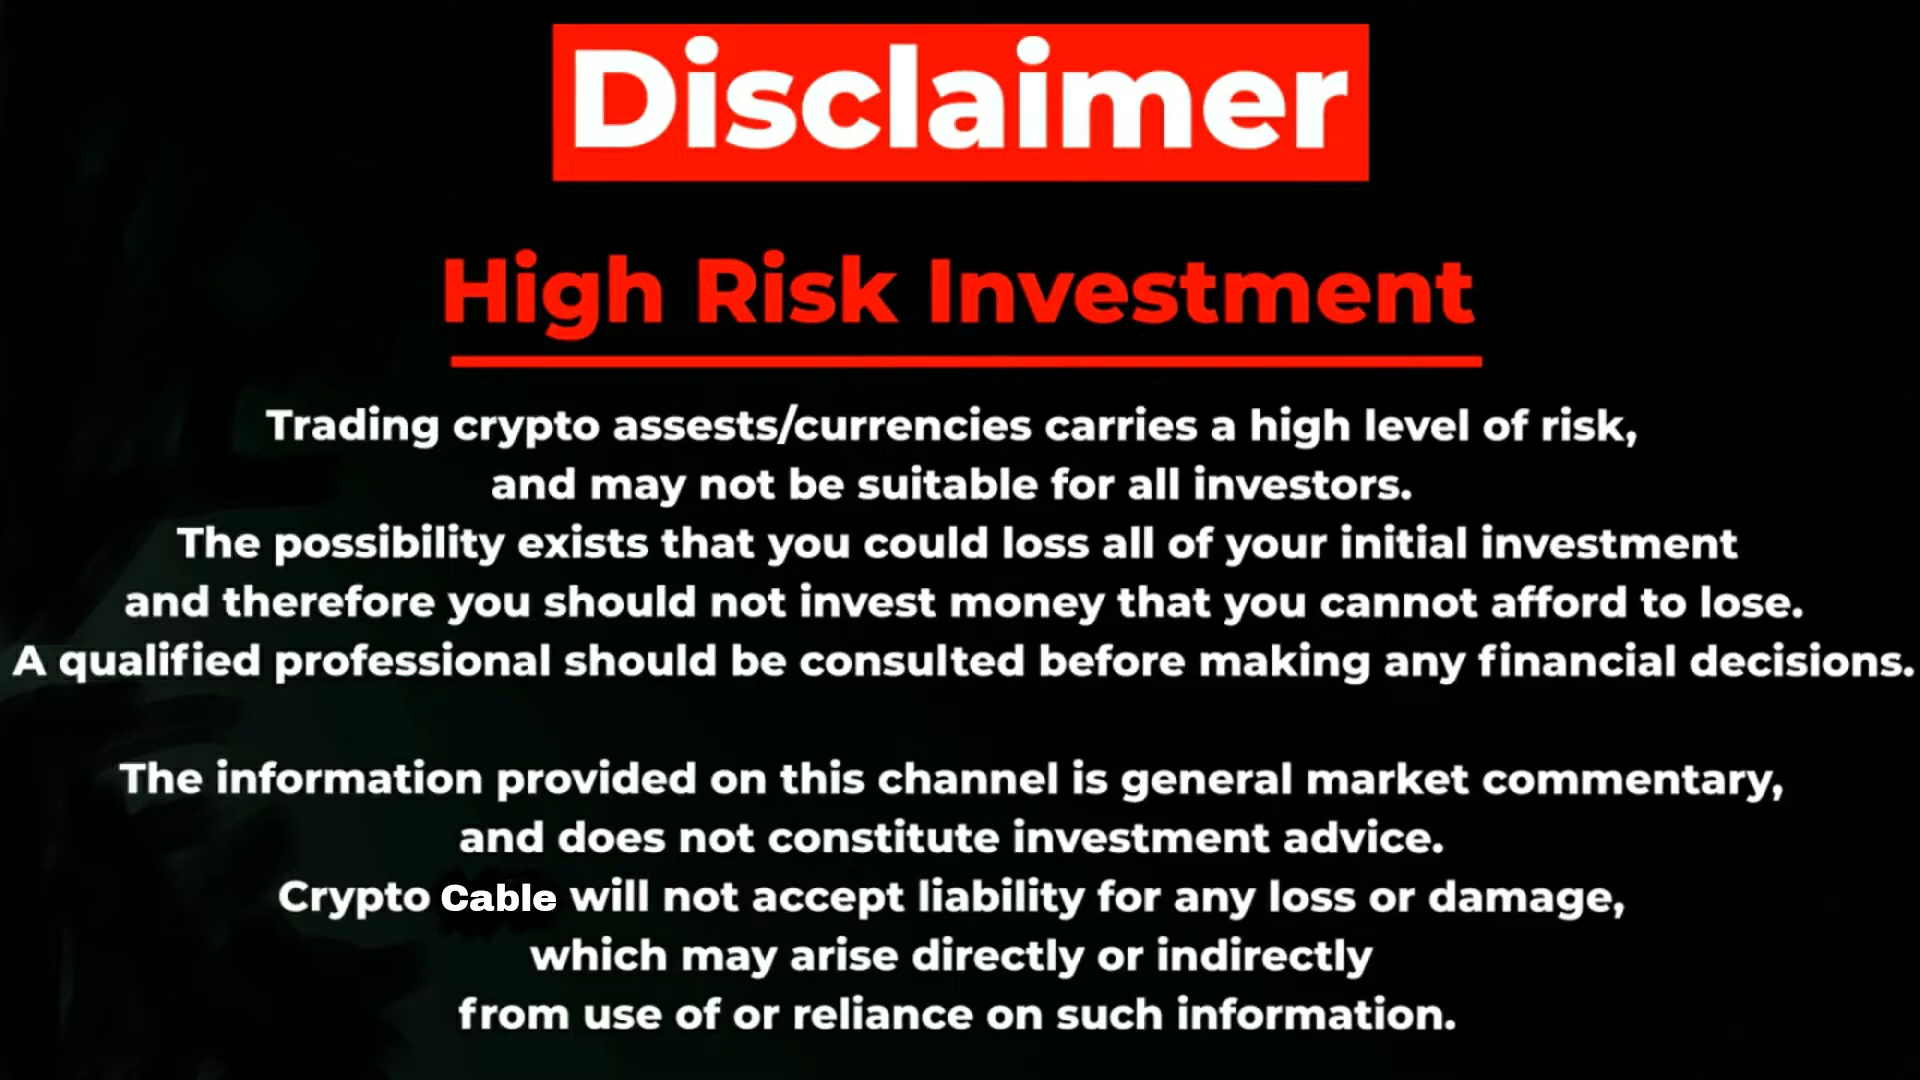 Disclaimer
High Risk Investment
Trading crypto assests/currencies carries a high level of risk,
and may not be suitable for all investors.
The possibility exists that you could loss all of your initial investment
and therefore you should not invest money that you cannot afford to lose.
A qualified professional should be consulted before making any financial decisions.
The information provided on this channel is general market commentary,
and does not constitute investment advice.
Crypto Cable will not accept liability for any loss or damage,
which may arise directly or indirectly
from use of or reliance on such information.